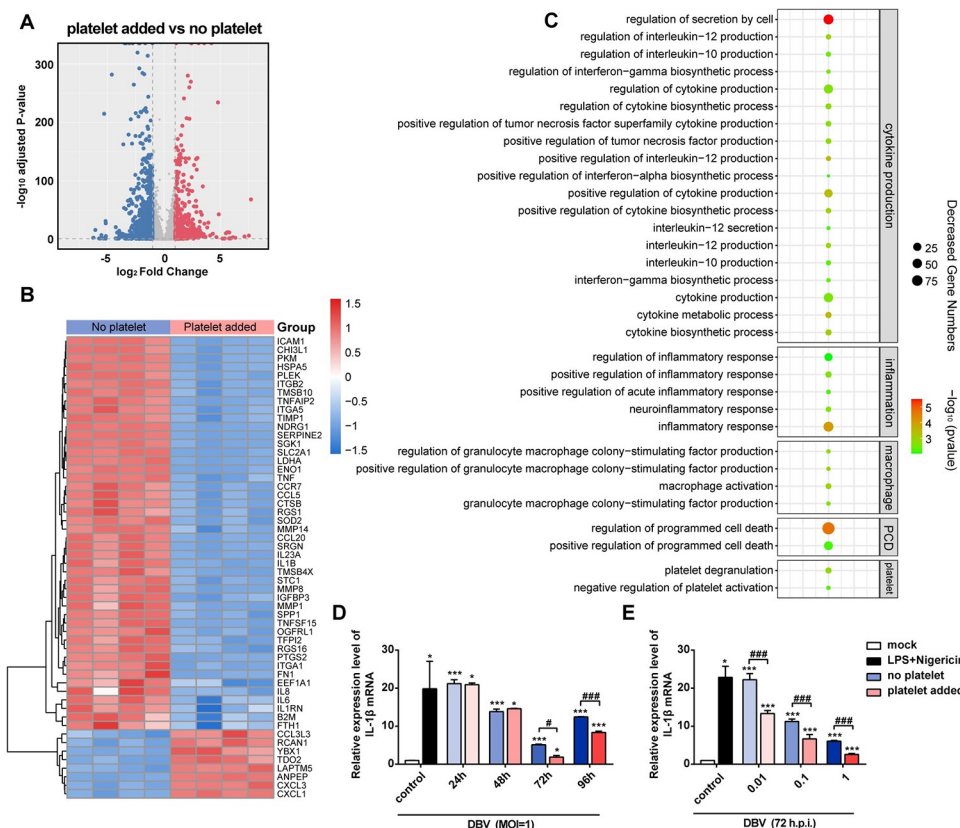 A
platelet added vs no platelet
-log10 adjusted P-value
300
200
100
0
-5
0
5
log2 Fold Change
B
No platelet
Platelet added
Group
ICAM1
CHI3L1
PKM
HSPA5
PLEK
ITGB2
TMSB10
TNFAIP2
ITGA5
TIMP1
NDRG1
SERPINE2
SGK1
SLC2A1
LDHA
ENO1
TNF
CCR7
CCL5
CTSB
RGS1
SOD2
MMP14
CCL20
SRGN
IL23A
IL1B
TMSB4X
STC1
MMP8
IGFBP3
MMP1
SPP1
TNFSF15
OGFRL1
TFPI2
RGS16
PTGS2
ITGA1
FN1
EEF1A1
IL8
IL6
IL1RN
B2M
FTH1
CCL3L3
RCAN1
YBX1
TDO2
LAPTM5
ANPEP
CXCL3
CXCL1
1.5
1
0.5
0
−0.5
−1
−1.5
C
regulation of secretion by cell
regulation of interleukin−12 production
regulation of interleukin−10 production
regulation of interferon−gamma biosynthetic process
regulation of cytokine production
regulation of cytokine biosynthetic process
positive regulation of tumor necrosis factor superfamily cytokine production
positive regulation of tumor necrosis factor production
positive regulation of interleukin−12 production
positive regulation of interferon−alpha biosynthetic process
positive regulation of cytokine production
positive regulation of cytokine biosynthetic process
interleukin−12 secretion
interleukin−12 production
interleukin−10 production
interferon−gamma biosynthetic process
cytokine production
cytokine metabolic process
cytokine biosynthetic process
cytokine production
regulation of inflammatory response
positive regulation of inflammatory response
positive regulation of acute inflammatory response
neuroinflammatory response
inflammatory response
inflammation
regulation of granulocyte macrophage colony−stimulating factor production
positive regulation of granulocyte macrophage colony−stimulating factor production
macrophage activation
granulocyte macrophage colony−stimulating factor production
macrophage
regulation of programmed cell death
positive regulation of programmed cell death
PCD
platelet degranulation
negative regulation of platelet activation
platelet
Decreased Gene Numbers
25
50
75
−log10 (pvalue)
5
4
3
D
Relative expression level of
IL-1β mRNA
30
20
10
0
*
***
*
***
*
***
#
*
***
###
***
control
24h
48h
72h
96h
DBV (MOI=1)
E
Relative expression level of
IL-1β mRNA
30
20
10
0
*
***
###
***
***
###
***
***
###
***
control
0.01
0.1
1
DBV (72 h.p.i.)
mock
LPS+Nigericin
no platelet
platelet added